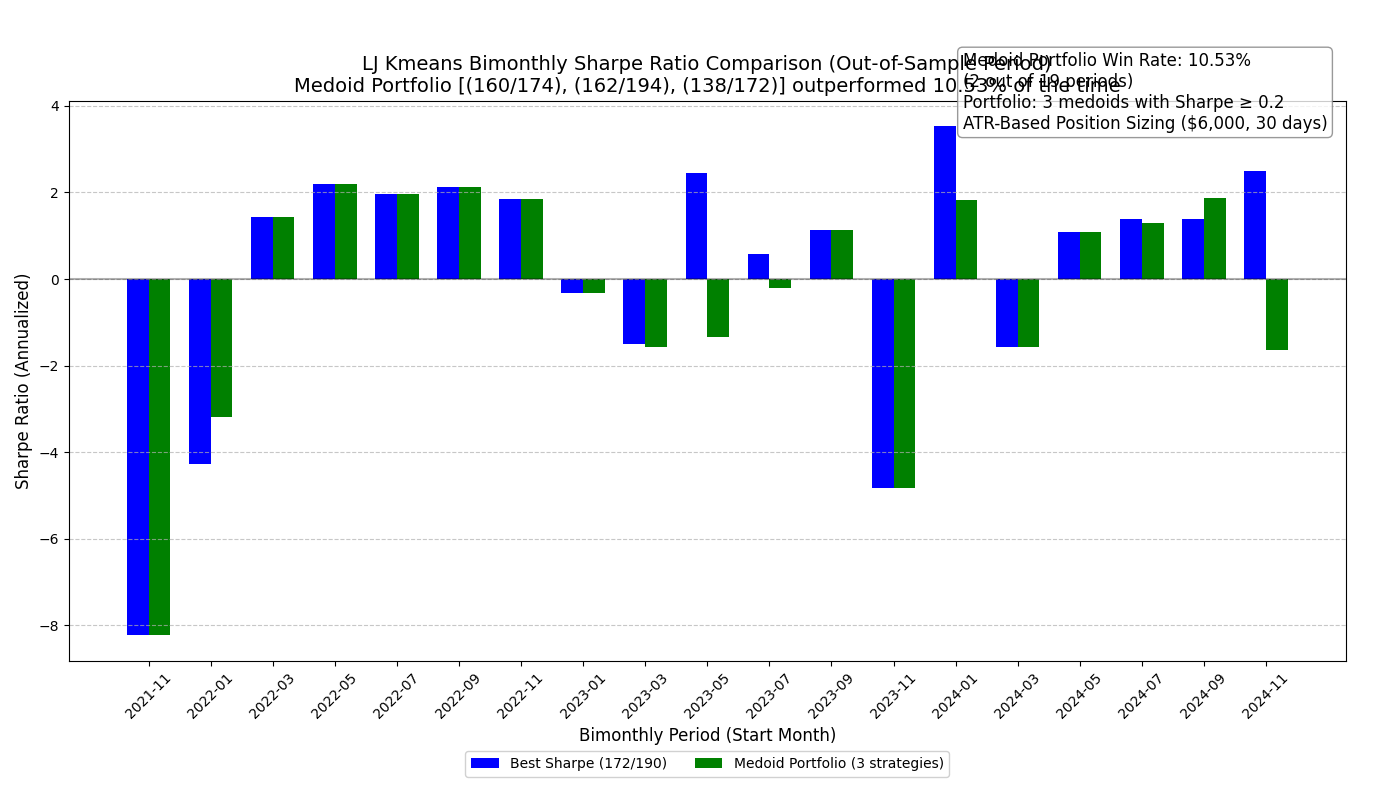 LJ Kmeans Bimonthly Sharpe Ratio Comparison (Out-of-Sample Period)
Medoid Portfolio [(160/174), (162/194), (138/172)] outperformed 10.53% of the time
Medoid Portfolio Win Rate: 10.53%
(2 out of 19 periods)
Portfolio: 3 medoids with Sharpe ≥ 0.2
ATR-Based Position Sizing ($6,000, 30 days)
Sharpe Ratio (Annualized)
4
2
0
−2
−4
−6
−8
2021-11
2022-01
2022-03
2022-05
2022-07
2022-09
2022-11
2023-01
2023-03
2023-05
2023-07
2023-09
2023-11
2024-01
2024-03
2024-05
2024-07
2024-09
2024-11
Bimonthly Period (Start Month)
Best Sharpe (172/190)
Medoid Portfolio (3 strategies)